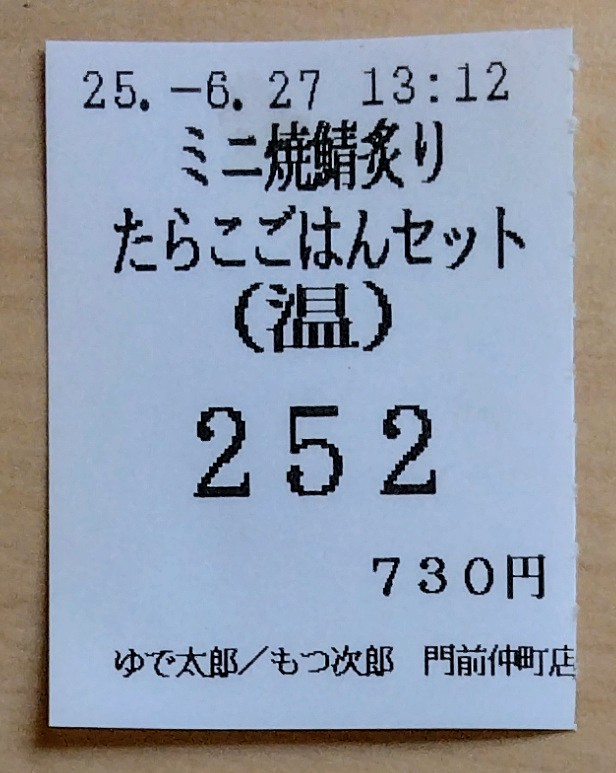 25.-6.27 13:12
ミニ焼鯖炙り
たらこごはんセット
(温)
252
730円
ゆで太郎/もつ次郎 門前仲町店